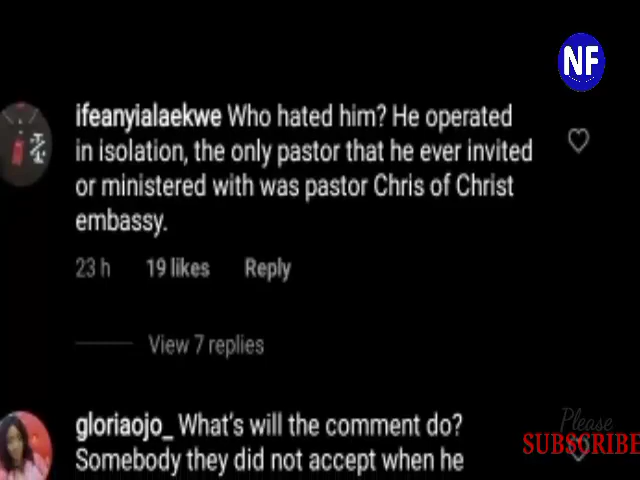 NF
ifeanyialaekwe Who hated him? He operated
in isolation, the only pastor that he ever invited
or ministered with was pastor Chris of Christ
embassy.
23 h 19 likes Reply
View 7 replies
gloriaojo_ What's will the comment do?
Somebody they did not accept when he
Please
SUBSCRIBE